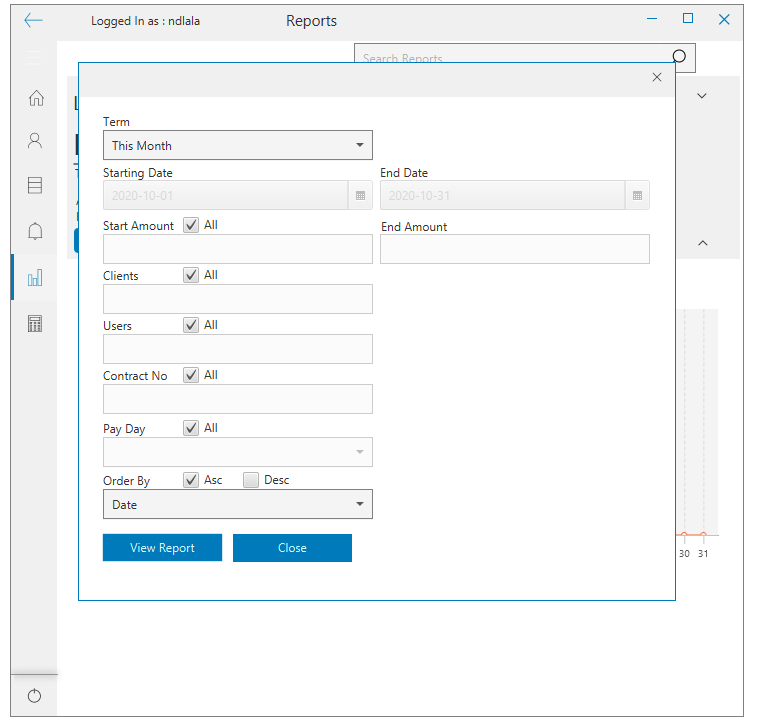 Logged In as : ndlala
Reports
Search Reports
Term
This Month
Starting Date
End Date
2020-10-01
2020-10-31
Start Amount
All
End Amount
Clients
All
Users
All
Contract No
All
Pay Day
All
Order By
Asc
Desc
Date
View Report
Close
30 31